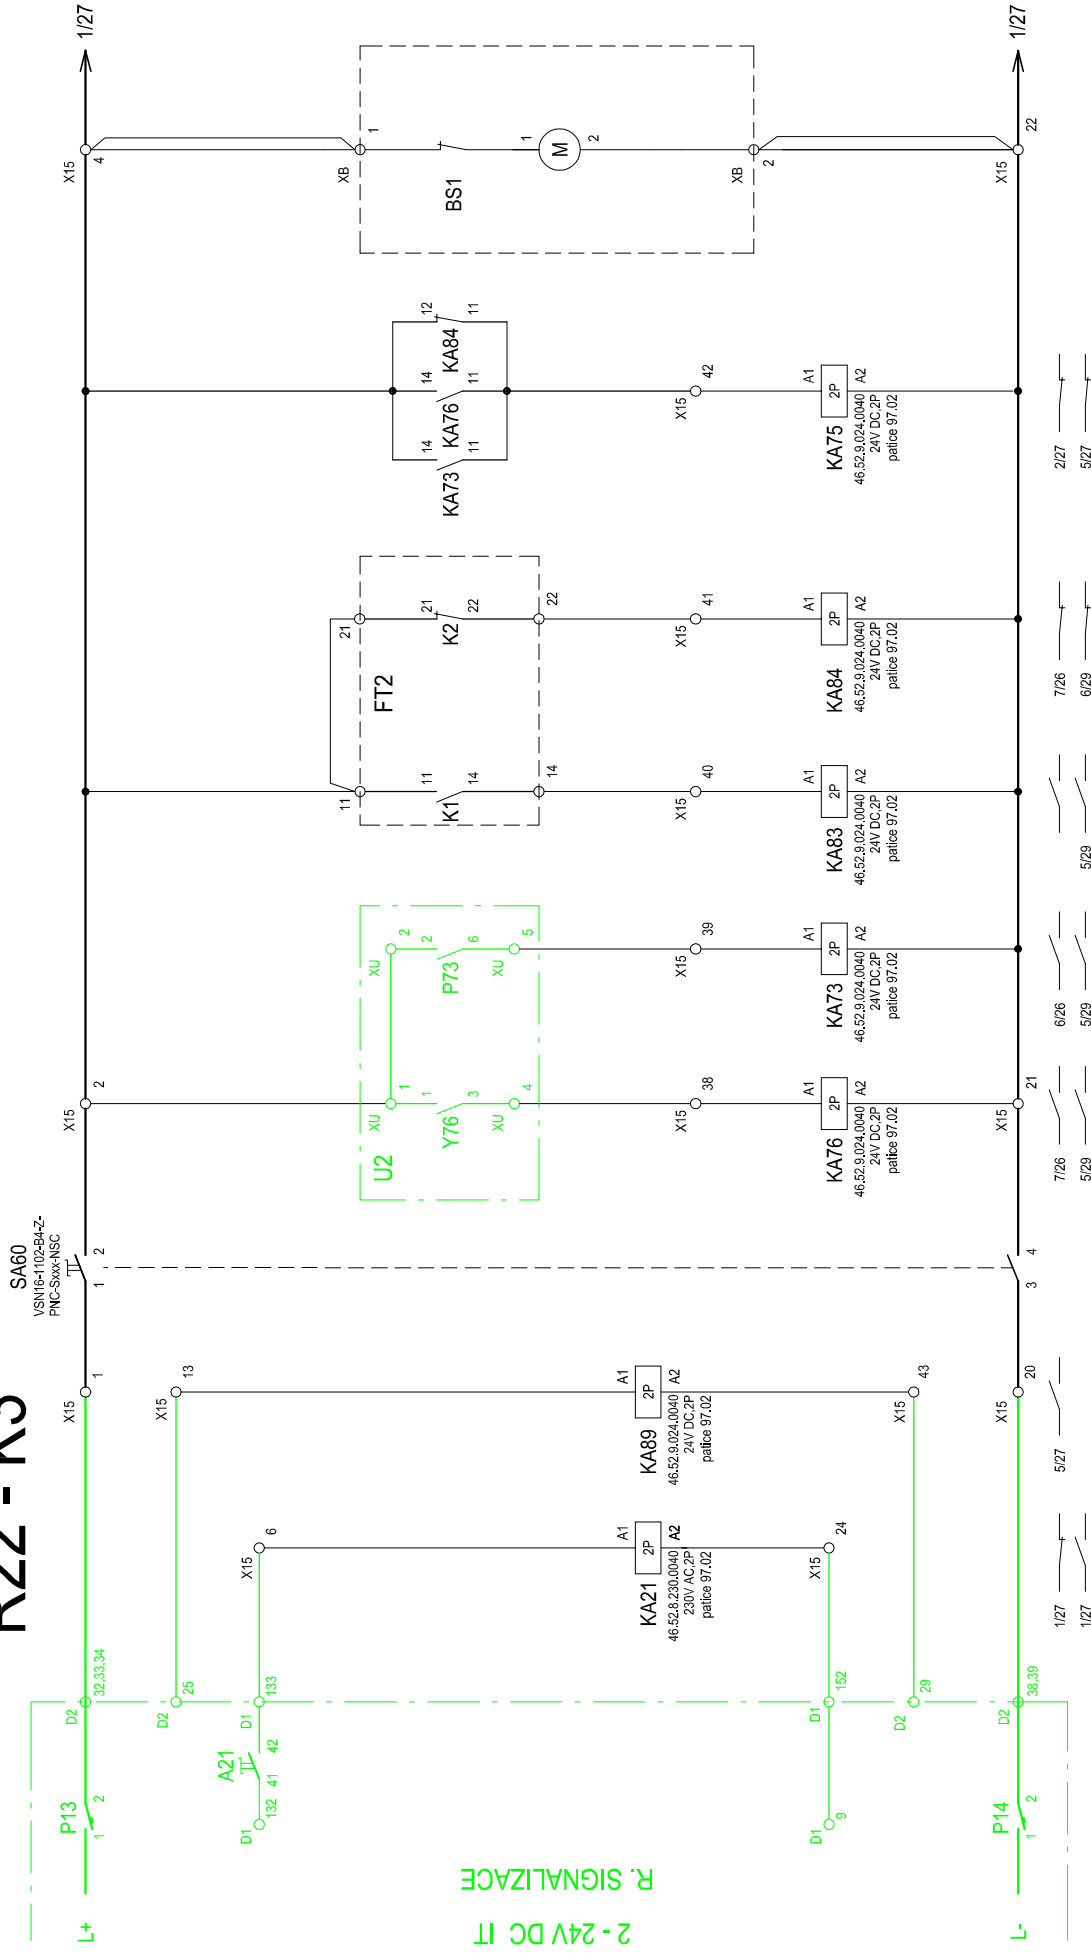 R22 - K5
L+
P13
1
2
D2
32,33,34
X15
1
SA60
VSN16-1102-B4-Z-
PNC-Sxxx-NSC
1
2
X15
2
X15
4
1/27
D2
25
X15
13
KA89
46.52.9.024.0040
24V DC,2P
patice 97.02
A1
2P
A2
X15
43
D2
29
A21
D1
132
41
42
D1
133
X15
6
KA21
46.52.8.230.0040
230V AC,2P
patice 97.02
A1
2P
A2
X15
24
D1
152
D1
9
R. SIGNALIZACE
2 - 24V DC IT
U2
XU
1
XU
2
Y76
1
3
P73
2
6
XU
4
XU
5
X15
38
X15
39
KA76
46.52.9.024.0040
24V DC,2P
patice 97.02
A1
2P
A2
KA73
46.52.9.024.0040
24V DC,2P
patice 97.02
A1
2P
A2
FT2
11
21
K1
11
14
K2
21
22
14
22
X15
40
X15
41
KA83
46.52.9.024.0040
24V DC,2P
patice 97.02
A1
2P
A2
KA84
46.52.9.024.0040
24V DC,2P
patice 97.02
A1
2P
A2
KA73
14
11
KA76
14
11
KA84
12
11
X15
42
KA75
46.52.9.024.0040
24V DC,2P
patice 97.02
A1
2P
A2
XB
1
BS1
1
M
2
XB
2
L-
P14
1
2
D2
38,39
X15
20
3
4
X15
21
X15
22
1/27
1/27
1/27
5/27
7/26
5/29
6/26
5/29
5/29
7/26
6/29
2/27
5/27